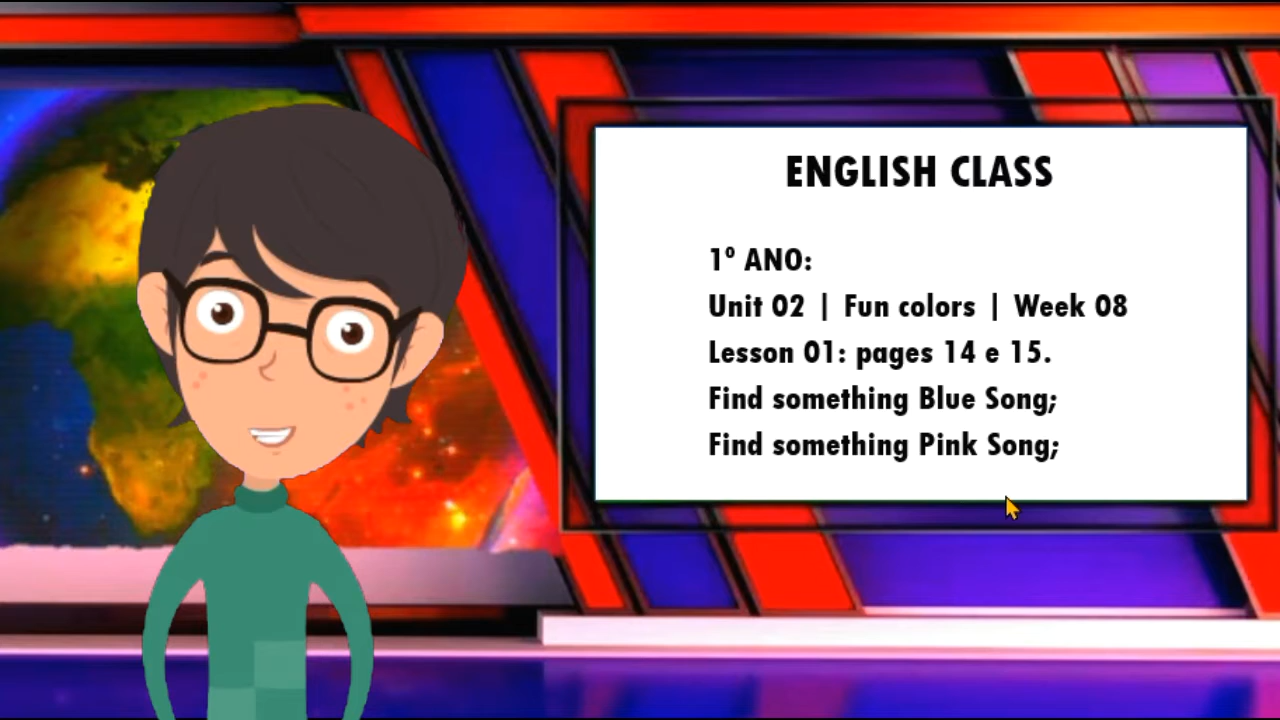 ENGLISH CLASS
1º ANO:
Unit 02 | Fun colors | Week 08
Lesson 01: pages 14 e 15.
Find something Blue Song;
Find something Pink Song;